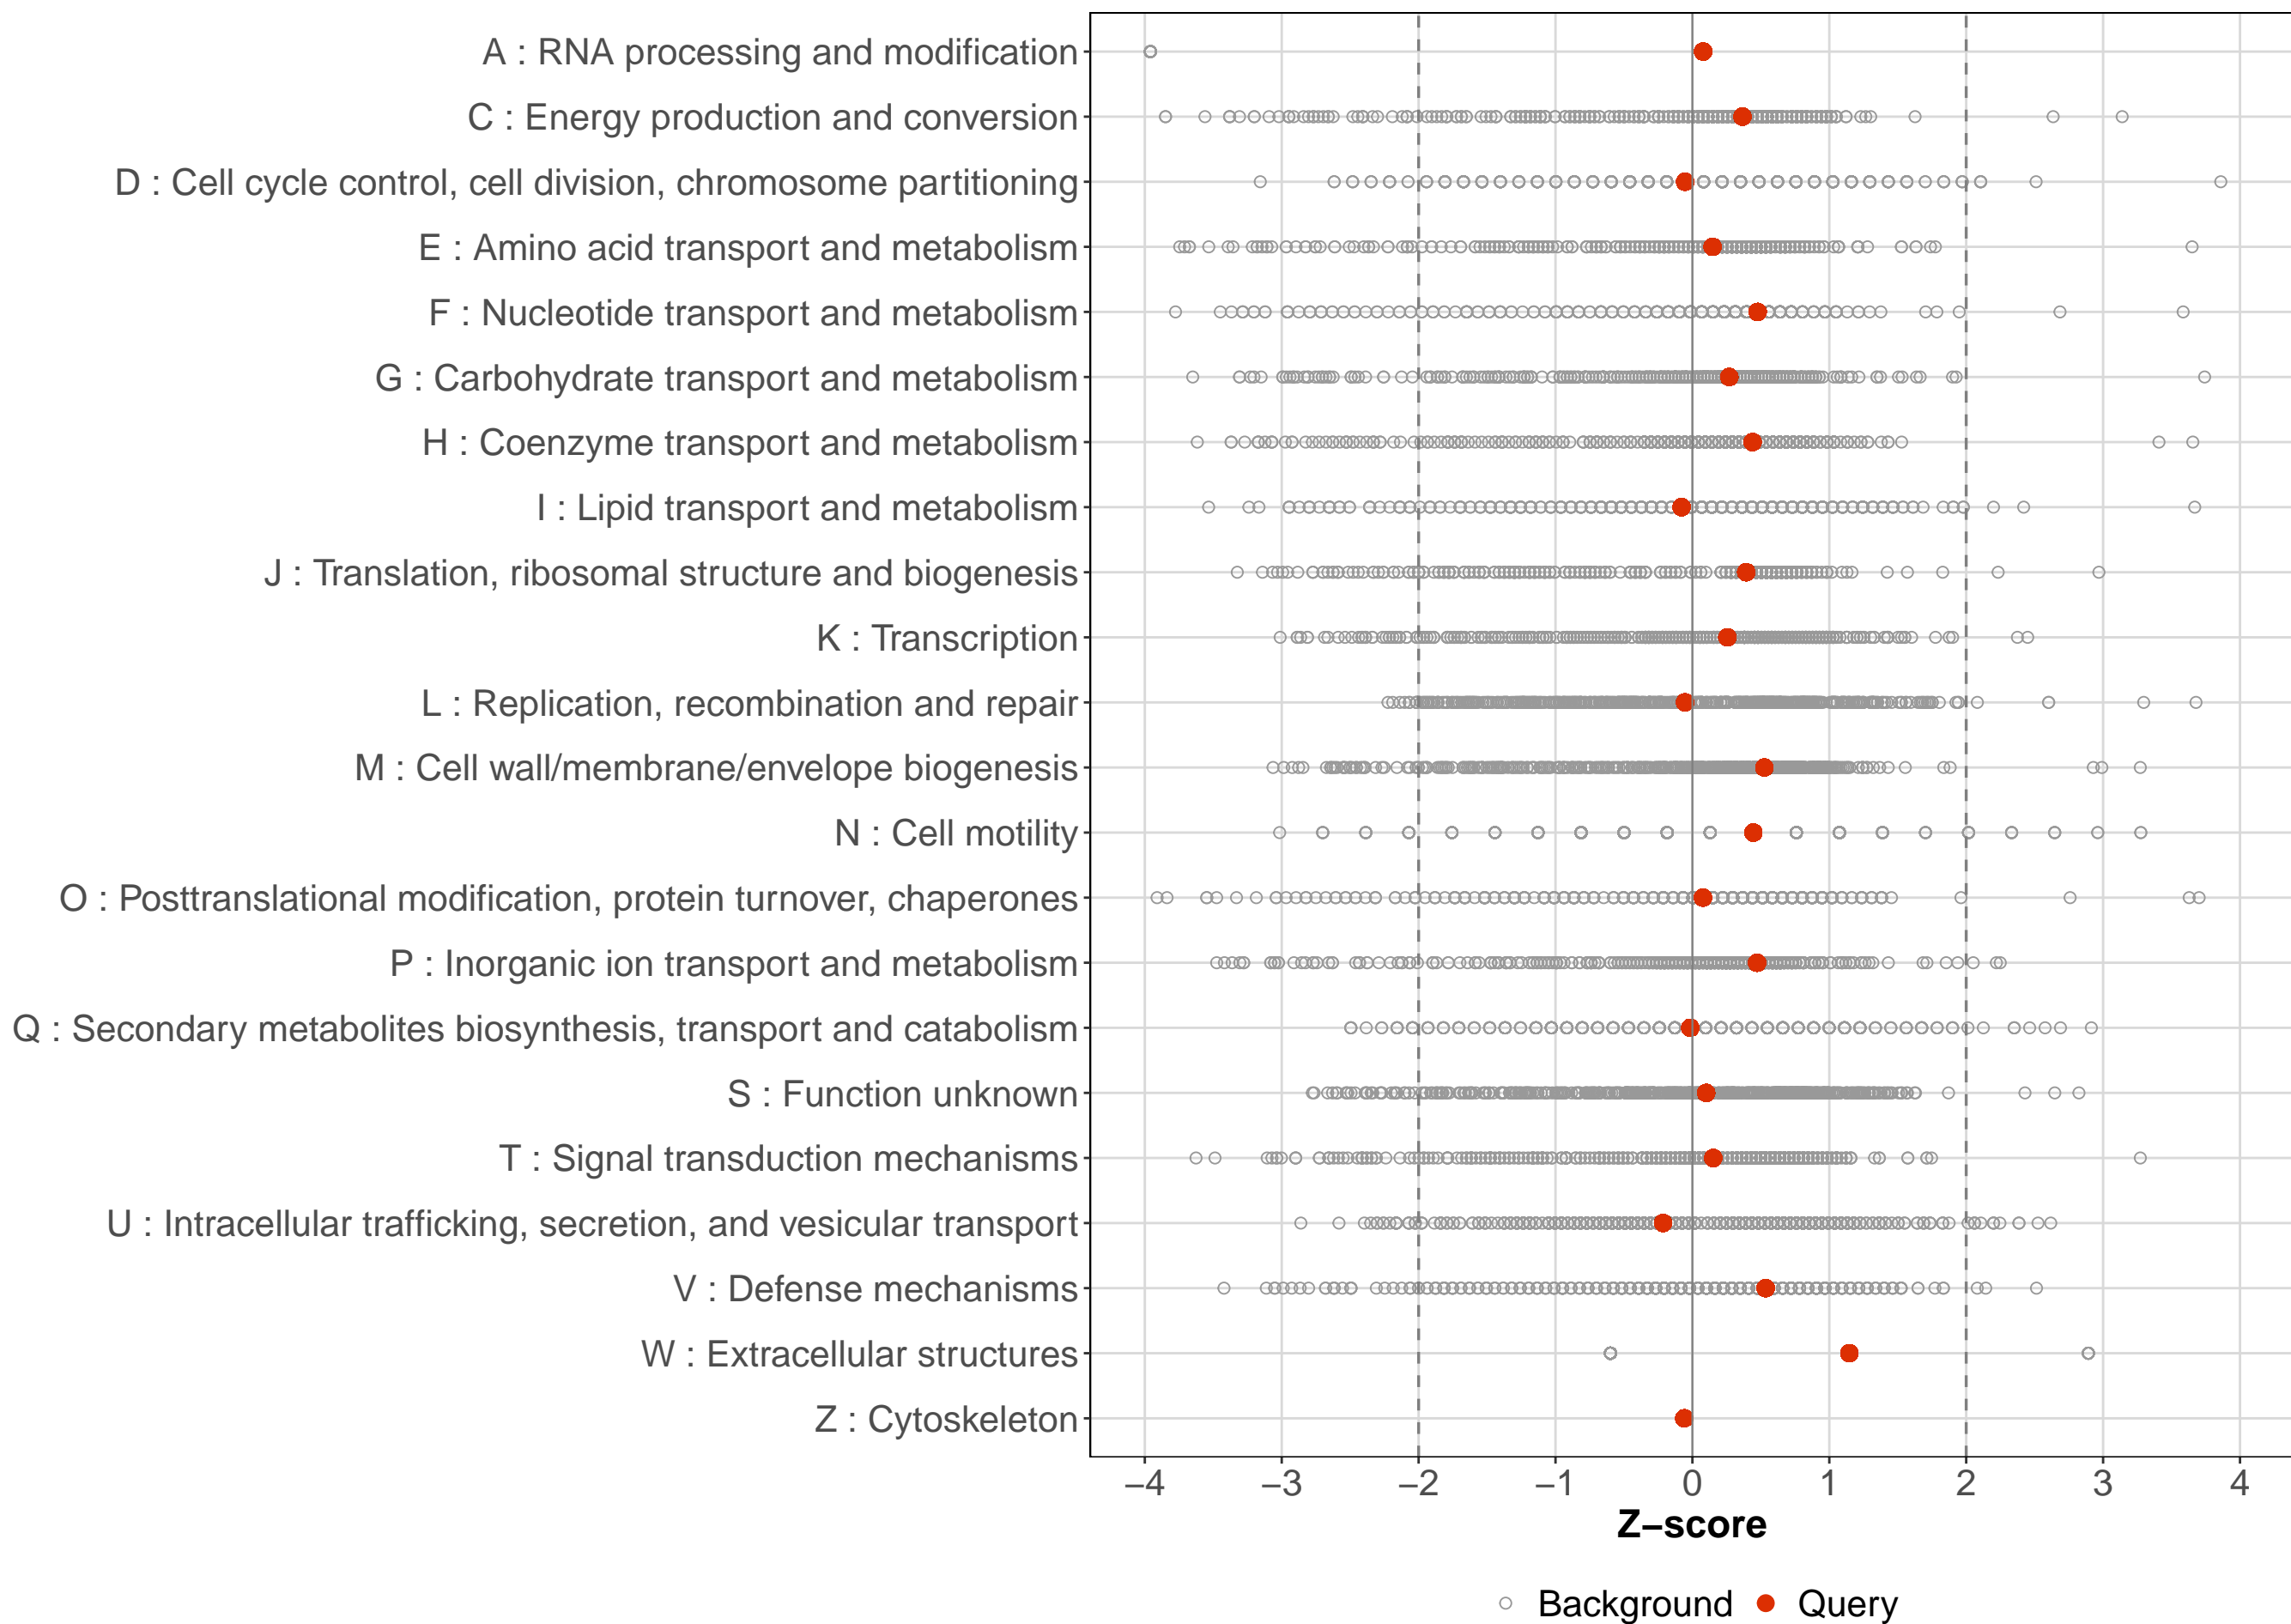 A : RNA processing and modification
C : Energy production and conversion
D : Cell cycle control, cell division, chromosome partitioning
E : Amino acid transport and metabolism
F : Nucleotide transport and metabolism
G : Carbohydrate transport and metabolism
H : Coenzyme transport and metabolism
I : Lipid transport and metabolism
J : Translation, ribosomal structure and biogenesis
K : Transcription
L : Replication, recombination and repair
M : Cell wall/membrane/envelope biogenesis
N : Cell motility
O : Posttranslational modification, protein turnover, chaperones
P : Inorganic ion transport and metabolism
Q : Secondary metabolites biosynthesis, transport and catabolism
S : Function unknown
T : Signal transduction mechanisms
U : Intracellular trafficking, secretion, and vesicular transport
V : Defense mechanisms
W : Extracellular structures
Z : Cytoskeleton
−4 −3 −2 −1 0 1 2 3 4
Z−score
Background Query